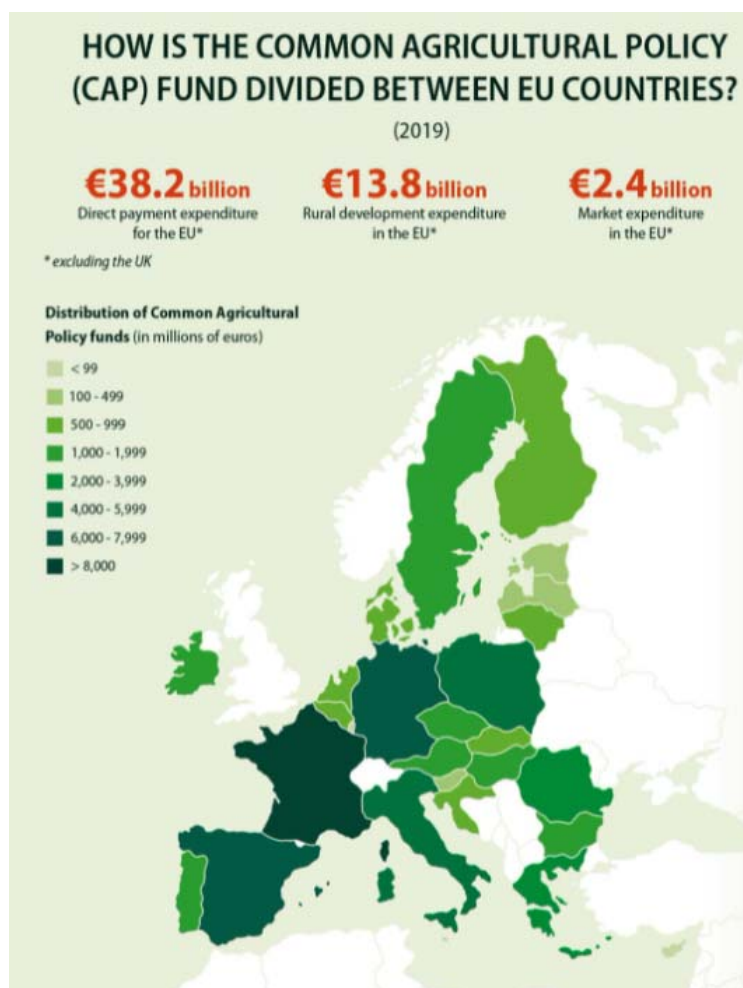 HOW IS THE COMMON AGRICULTURAL POLICY
(CAP) FUND DIVIDED BETWEEN EU COUNTRIES?
(2019)
€38.2 billion
Direct payment expenditure
for the EU*
€13.8 billion
Rural development expenditure
in the EU*
€2.4 billion
Market expenditure
in the EU*
* excluding the UK
Distribution of Common Agricultural
Policy funds (in millions of euros)
< 99
100 - 499
500 - 999
1,000 - 1,999
2,000 - 3,999
4,000 - 5,999
6,000 - 7,999
> 8,000